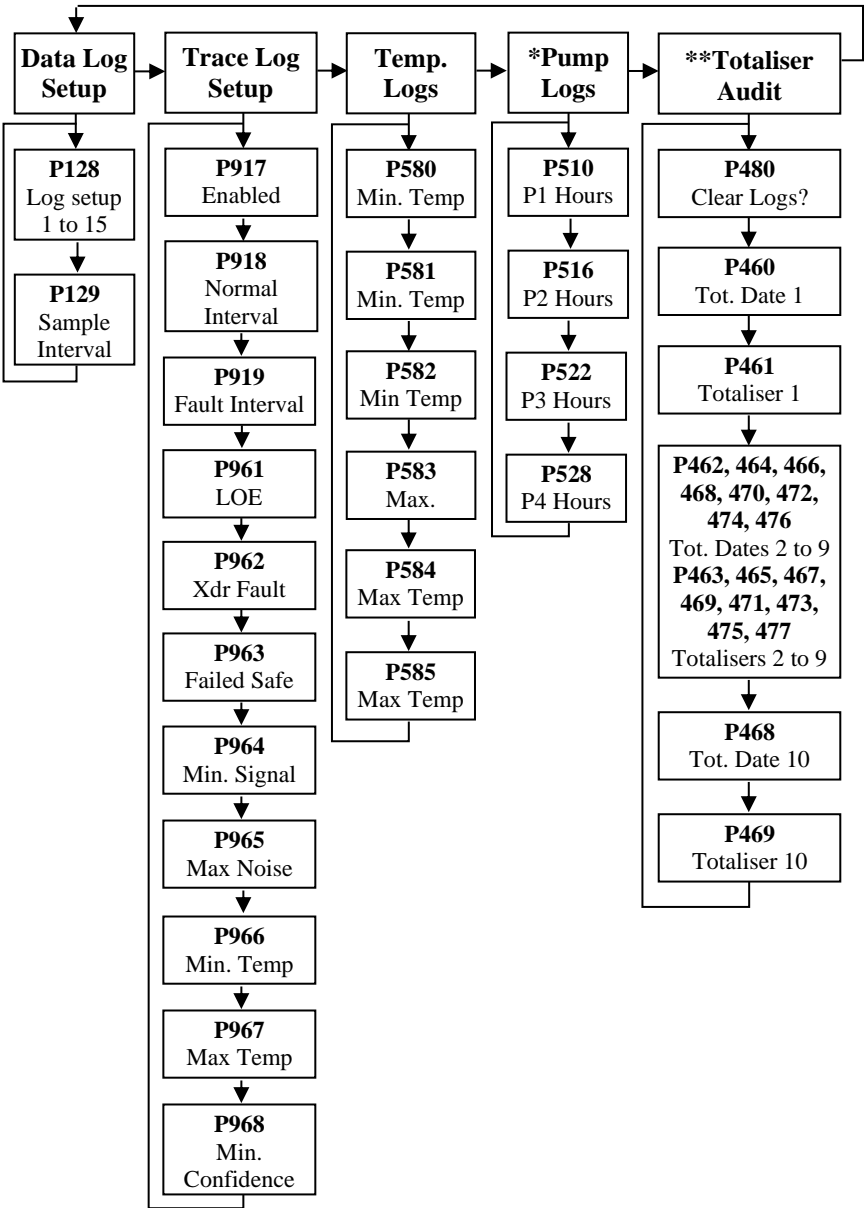 Data Log
Setup
Trace Log
Setup
Temp.
Logs
*Pump
Logs
**Totaliser
Audit
P128
Log setup
1 to 15
P129
Sample
Interval
P917
Enabled
P918
Normal
Interval
P919
Fault Interval
P961
LOE
P962
Xdr Fault
P963
Failed Safe
P964
Min. Signal
P965
Max Noise
P966
Min. Temp
P967
Max Temp
P968
Min.
Confidence
P580
Min. Temp
P581
Min. Temp
P582
Min Temp
P583
Max.
P584
Max Temp
P585
Max Temp
P510
P1 Hours
P516
P2 Hours
P522
P3 Hours
P528
P4 Hours
P480
Clear Logs?
P460
Tot. Date 1
P461
Totaliser 1
P462, 464, 466,
468, 470, 472,
474, 476
Tot. Dates 2 to 9
P463, 465, 467,
469, 471, 473,
475, 477
Totalisers 2 to 9
P468
Tot. Date 10
P469
Totaliser 10